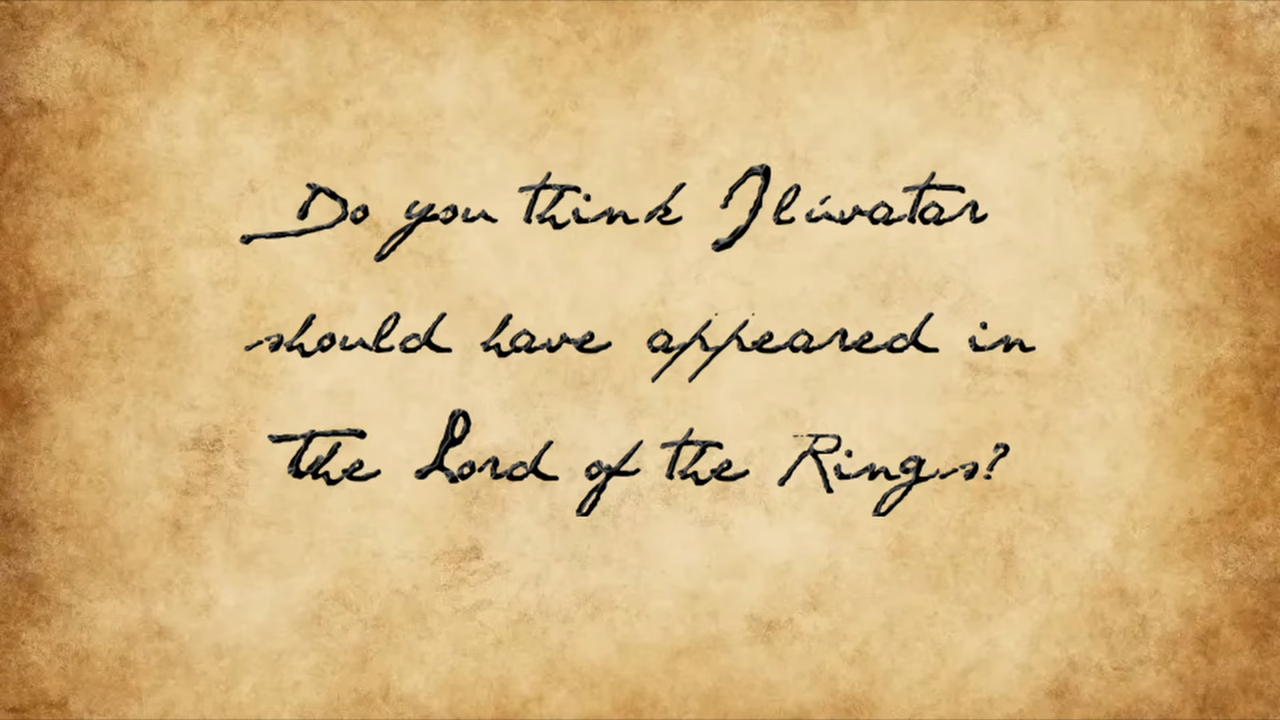 Do you think Ilúvatar
should have appeared in
The Lord of the Rings?